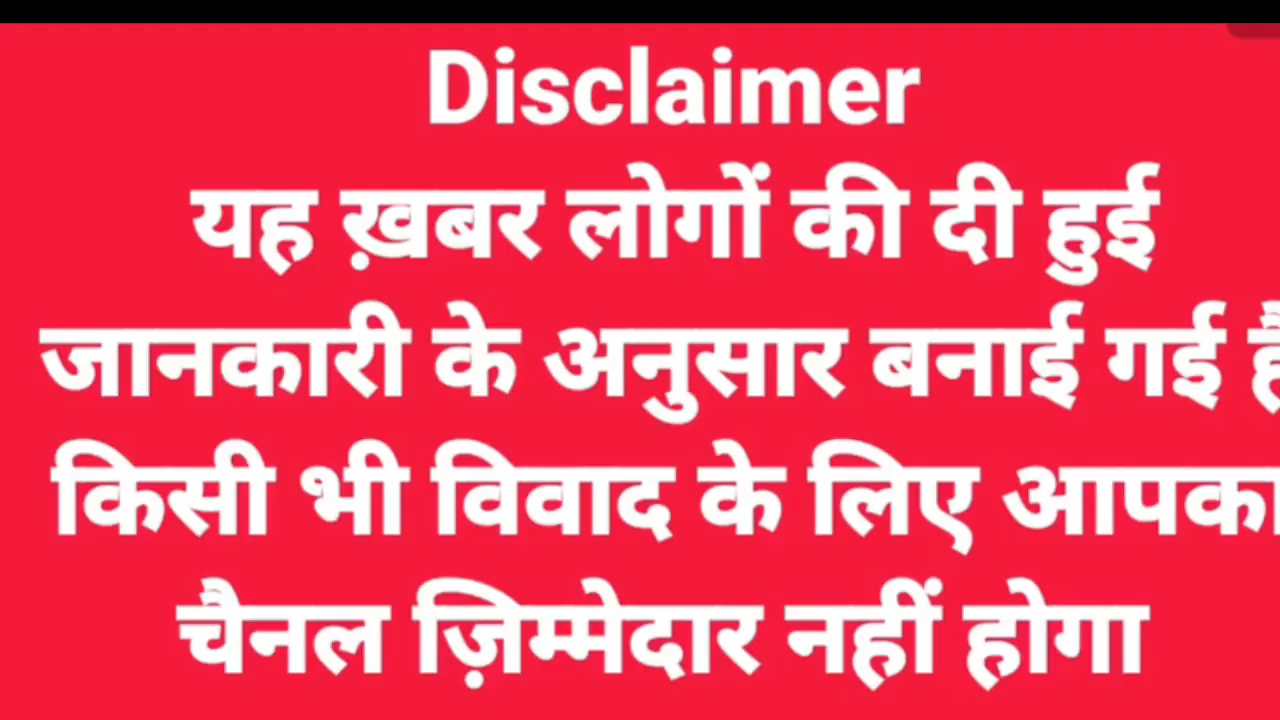 Disclaimer
यह ख़बर लोगों की दी हुई
जानकारी के अनुसार बनाई गई है
किसी भी विवाद के लिए आपका
चैनल ज़िम्मेदार नहीं होगा